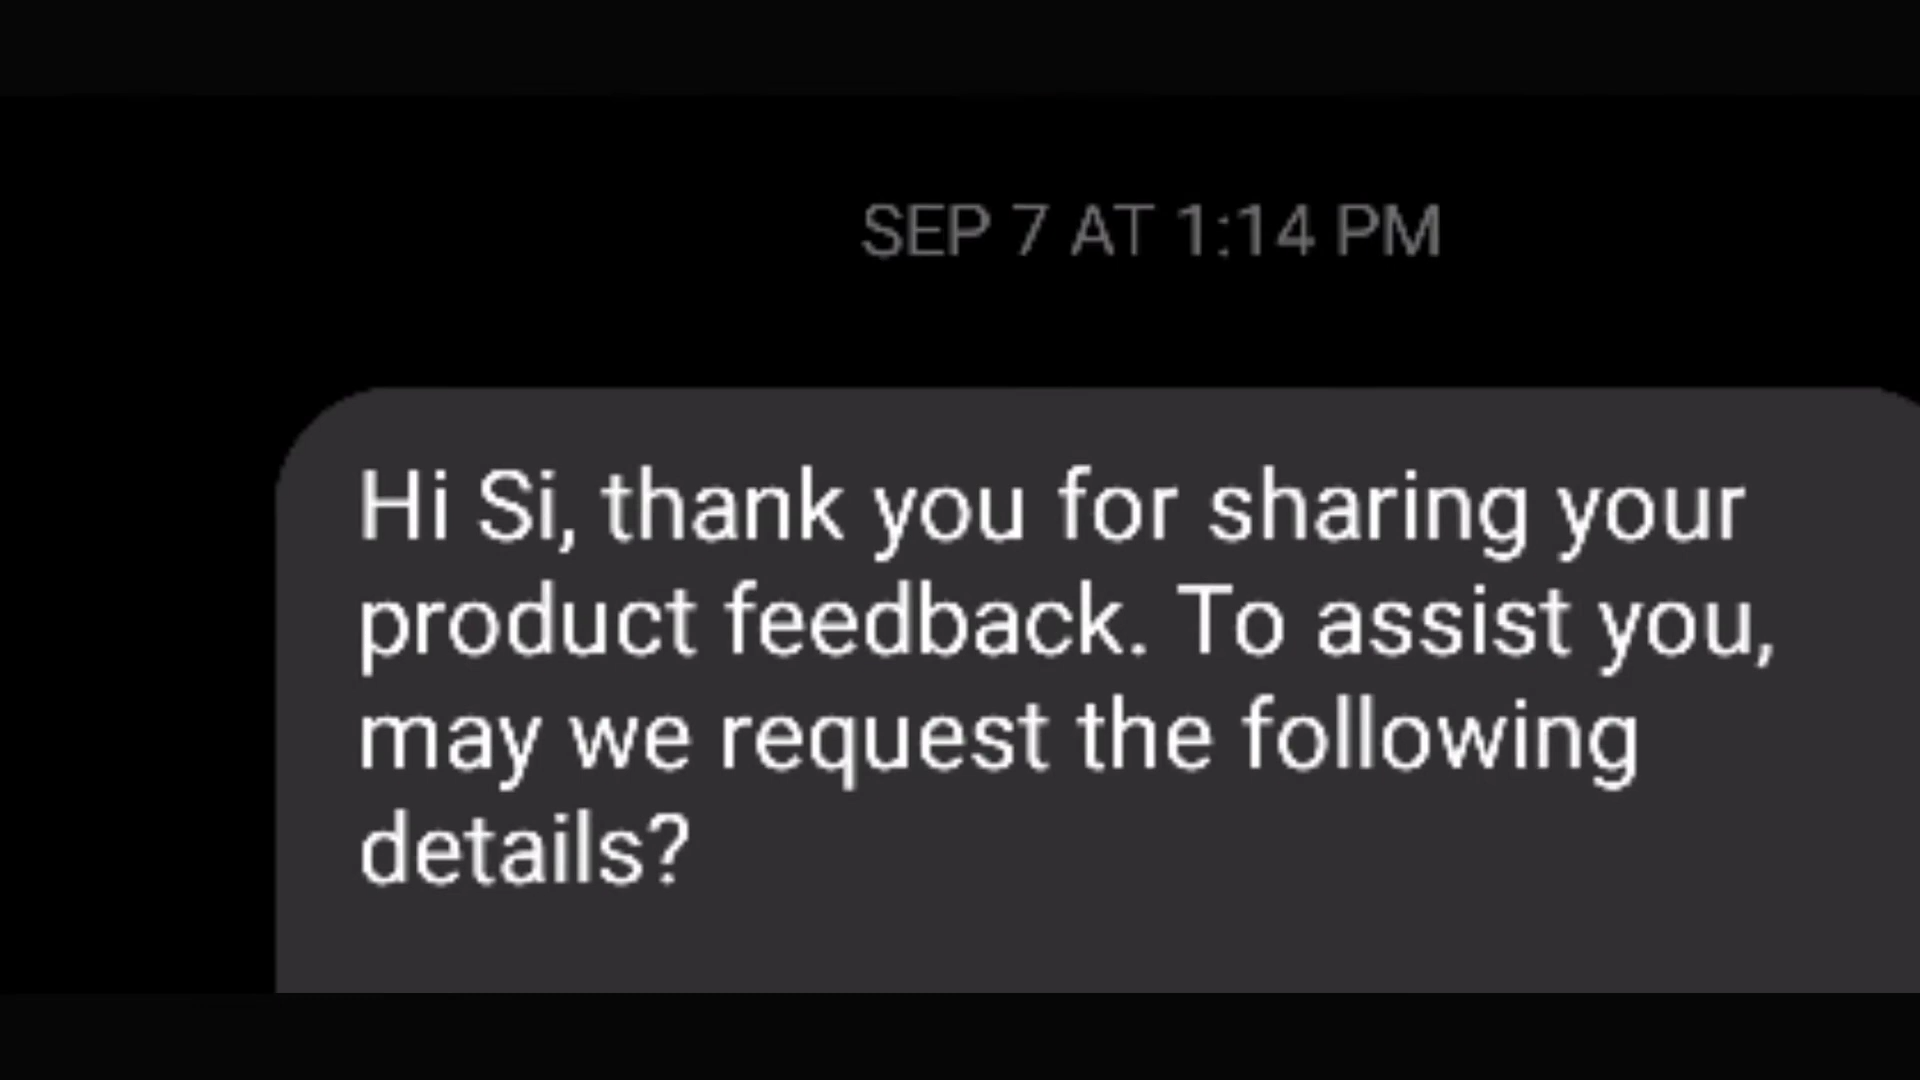 SEP 7 AT 1:14 PM
Hi Si, thank you for sharing your
product feedback. To assist you,
may we request the following
details?